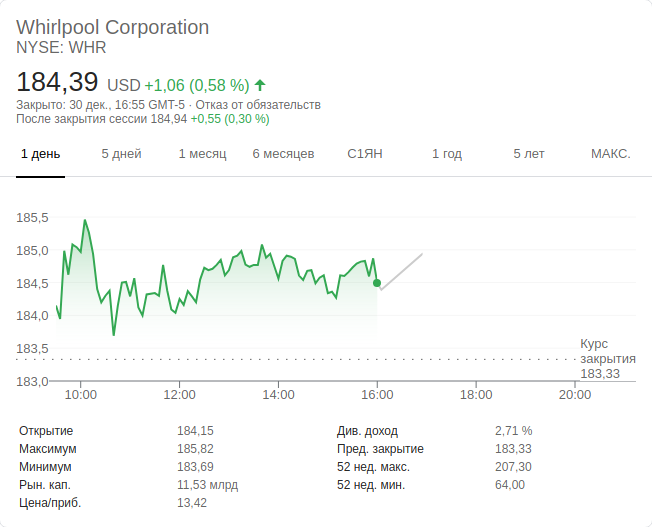 Whirlpool Corporation
NYSE: WHR
184,39 USD +1,06 (0,58 %)
Закрыто: 30 дек., 16:55 GMT-5 · Отказ от обязательств
После закрытия сессии 184,94 +0,55 (0,30 %)
1 день 5 дней 1 месяц 6 месяцев С1ЯН 1 год 5 лет МАКС.
185,5
185,0
184,5
184,0
183,5
183,0
Курс
закрытия
183,33
10:00 12:00 14:00 16:00 18:00 20:00
Открытие 184,15 Див. доход 2,71 %
Максимум 185,82 Пред. закрытие 183,33
Минимум 183,69 52 нед. макс. 207,30
Рын. кап. 11,53 млрд 52 нед. мин. 64,00
Цена/приб. 13,42